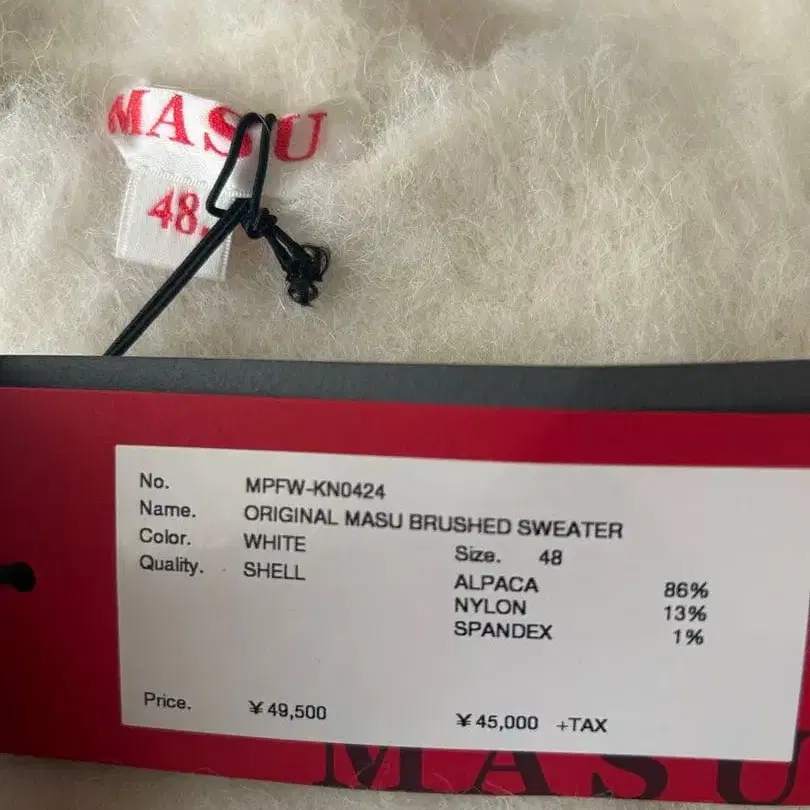 MASU
48.
No. MPFW-KN0424
Name. ORIGINAL MASU BRUSHED SWEATER
Color. WHITE Size. 48
Quality. SHELL ALPACA 86%
NYLON 13%
SPANDEX 1%
Price. ¥49,500 ¥45,000 +TAX
MASU